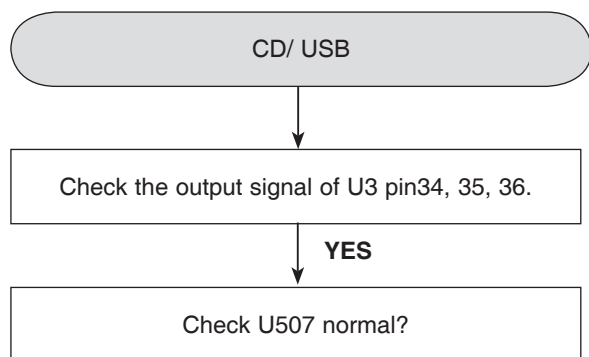 CD/ USB
Check the output signal of U3 pin34, 35, 36.
YES
Check U507 normal?